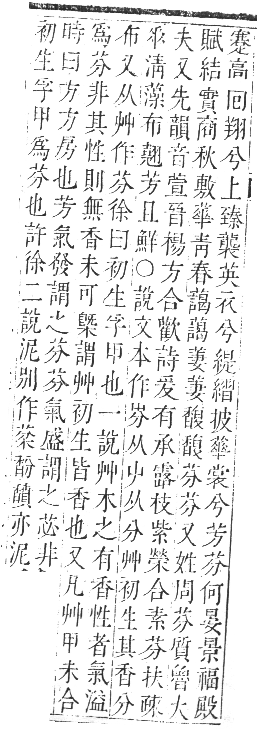 蹇高回翔兮上臻襲英衣兮緹䌌披華裳兮芳芬何晏景福殿
賦結實商秋敷華青春藹藹萋萋馥馥芬芬又姓周芬質魯大
夫又先韻音萱晉楊方合歡詩爰有承露枝紫榮合素芬扶疎
乑淸藻布翹芳且鮮○說文本作芬从屮从分艸初生其香分
布又从艸作芬徐曰初生孚甲也一說艸木之有香性者氣溢
爲芬非其性則無香未可槩謂艸初生皆香也又凡艸甲未合
時曰方方房也芳氣發謂之芬芬氣盛謂之苾非
初生孚甲爲芬也許徐二說泥别作棻馚馩亦泥